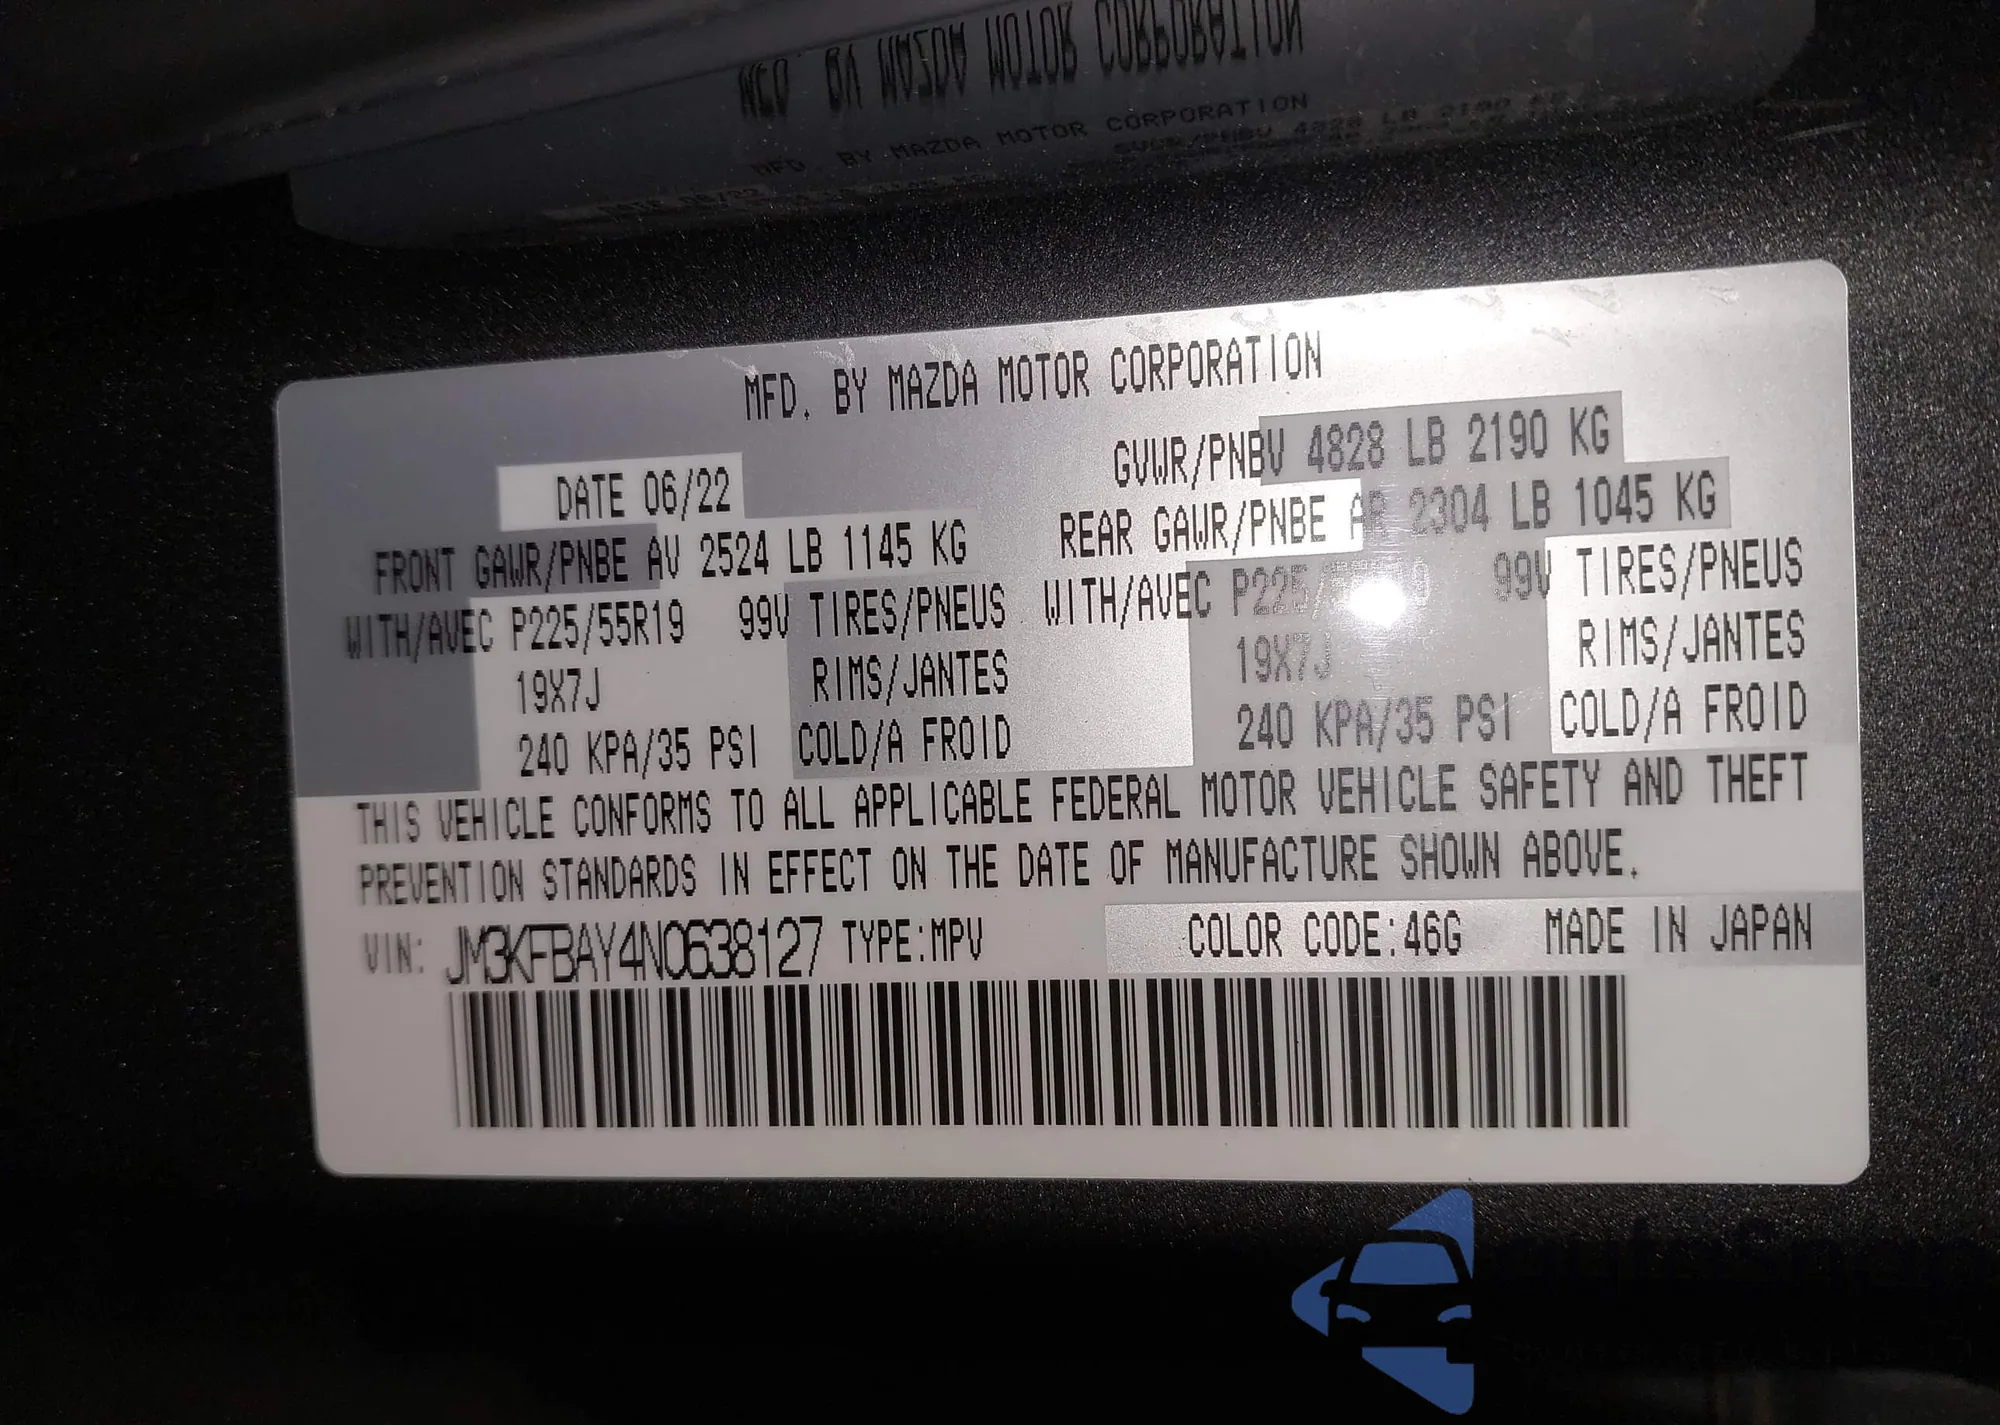 MFD. BY MAZDA MOTOR CORPORATION
MFD. BY MAZDA MOTOR CORPORATION
MFD. BY MAZDA MOTOR CORPORATION
DATE 06/22 GVWR/PNBV 4828 LB 2190 KG
FRONT GAWR/PNBE AV 2524 LB 1145 KG REAR GAWR/PNBE AR 2304 LB 1045 KG
WITH/AVEC P225/55R19 99V TIRES/PNEUS WITH/AVEC P225/ 99V TIRES/PNEUS
19X7J RIMS/JANTES 19X7J RIMS/JANTES
240 KPA/35 PSI COLD/A FROID 240 KPA/35 PSI COLD/A FROID
THIS VEHICLE CONFORMS TO ALL APPLICABLE FEDERAL MOTOR VEHICLE SAFETY AND THEFT
PREVENTION STANDARDS IN EFFECT ON THE DATE OF MANUFACTURE SHOWN ABOVE.
VIN: JM3KFBAY4N0638127 TYPE:MPV COLOR CODE:46G MADE IN JAPAN